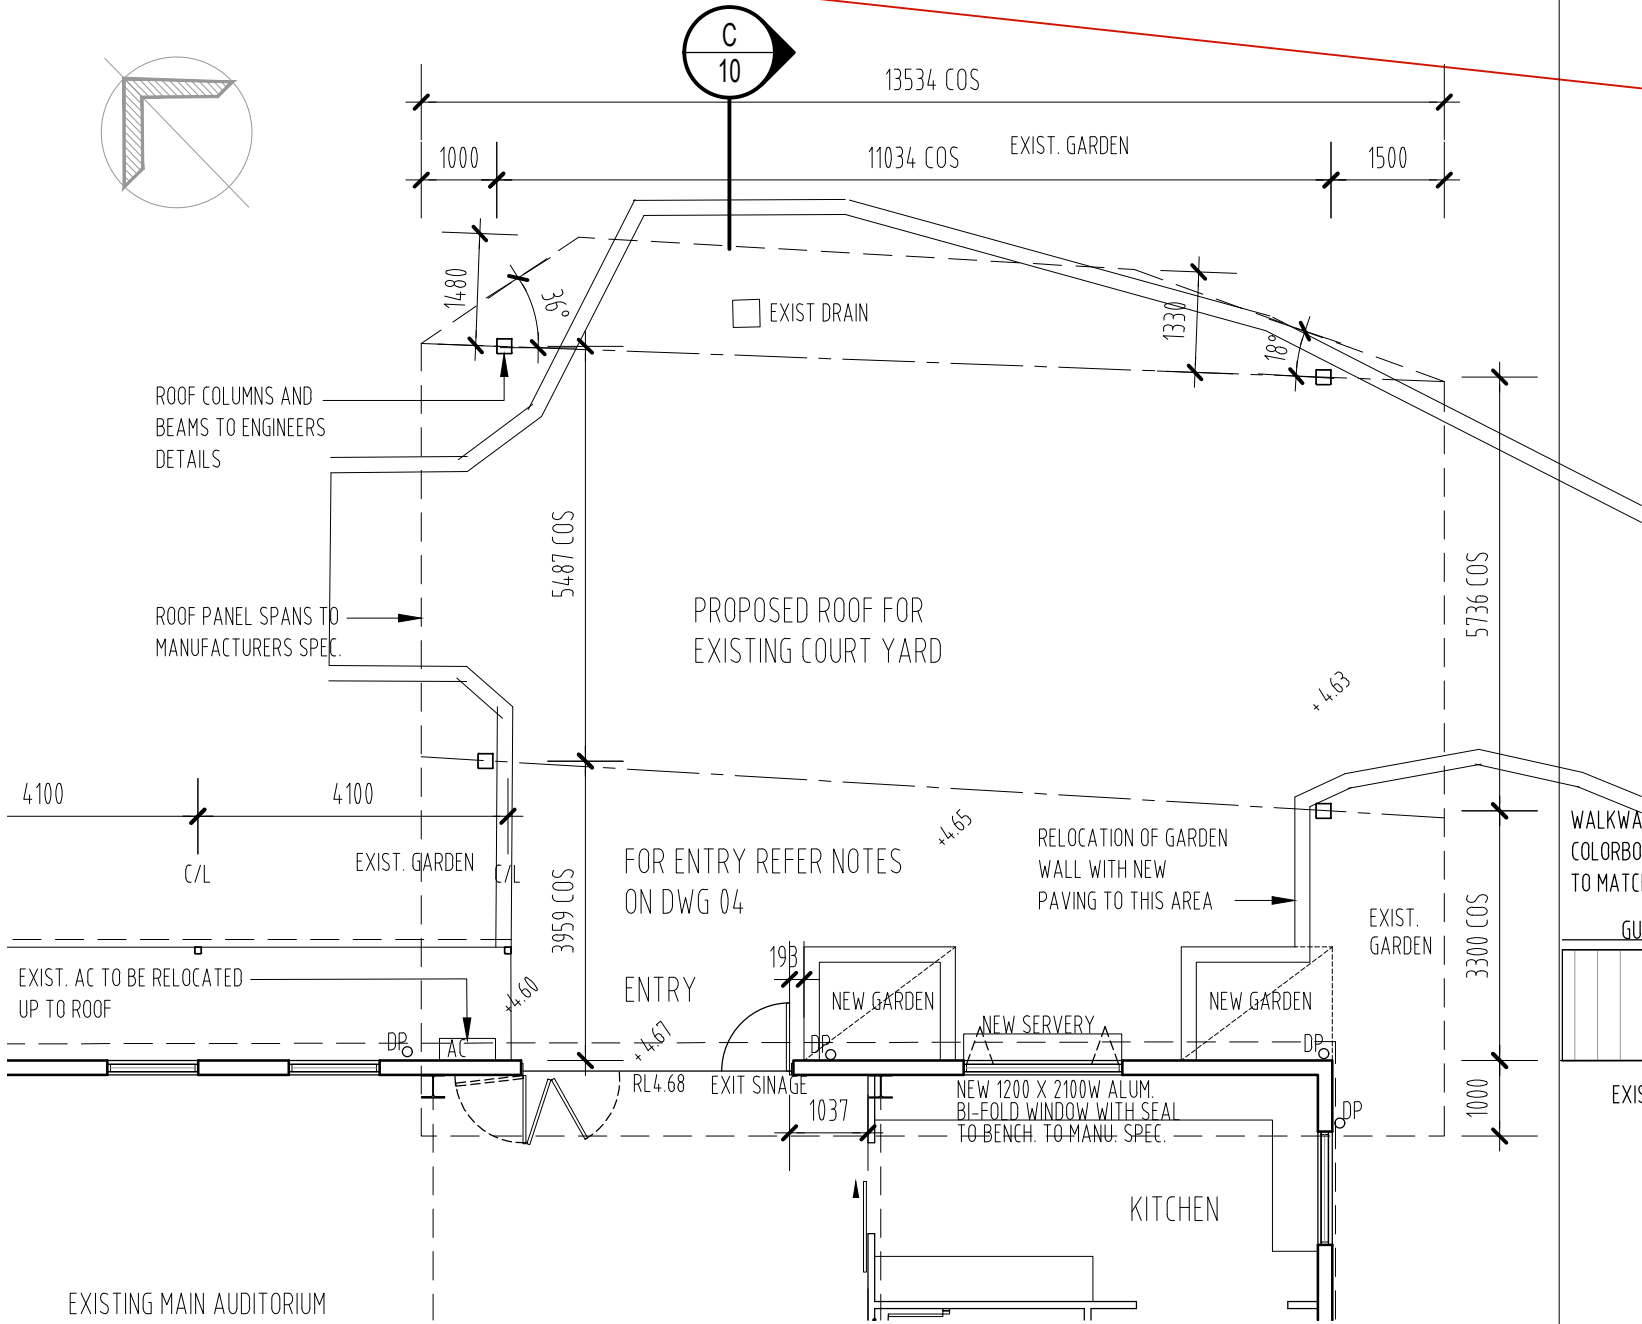 C
10
13534 COS
1000
11034 COS
EXIST. GARDEN
1500
1480
36°
EXIST DRAIN
1330
18°
ROOF COLUMNS AND
BEAMS TO ENGINEERS
DETAILS
5487 COS
5736 COS
ROOF PANEL SPANS TO
MANUFACTURERS SPEC.
PROPOSED ROOF FOR
EXISTING COURT YARD
+ 4.63
4100
4100
C/L
EXIST. GARDEN
C/L
FOR ENTRY REFER NOTES
ON DWG 04
+4.65
RELOCATION OF GARDEN
WALL WITH NEW
PAVING TO THIS AREA
WALKWA
COLORBO
TO MATC
3959 COS
EXIST.
GARDEN
3300 COS
GU
EXIST. AC TO BE RELOCATED
UP TO ROOF
193
ENTRY
+4.60
NEW GARDEN
NEW GARDEN
NEW SERVERY
DP
AC
+4.67
DP
DP
RL4.68
EXIT SINAGE
1037
NEW 1200 X 2100W ALUM.
BI-FOLD WINDOW WITH SEAL
TO BENCH. TO MANU. SPEC.
DP
1000
EXIS
KITCHEN
EXISTING MAIN AUDITORIUM